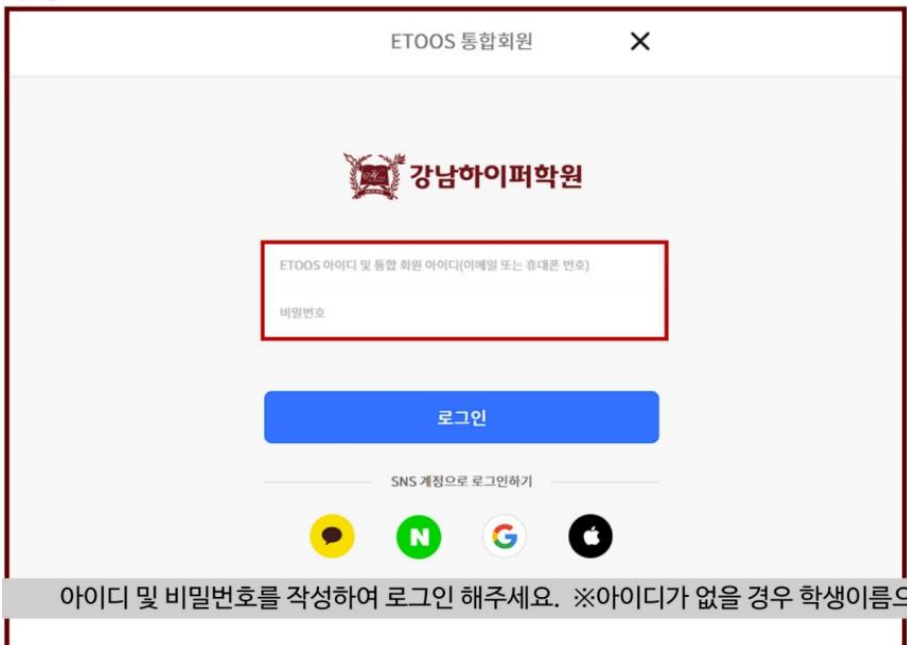 ETOOS 통합회원
강남하이퍼학원
ETOOS 아이디 및 통합 회원 아이디(이메일 또는 휴대폰 번호)
비밀번호
로그인
SNS 계정으로 로그인하기
아이디 및 비밀번호를 작성하여 로그인 해주세요. ※아이디가 없을 경우 학생이름으